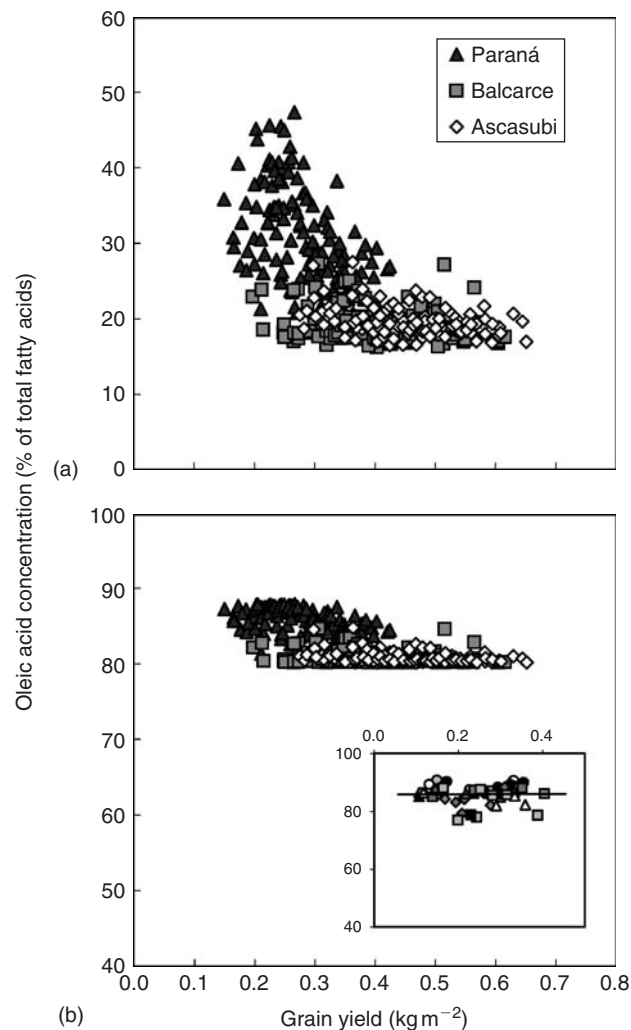 60
50
40
30
20
10
0
Paraná
Balcarce
Ascasubi
(a)
Oleic acid concentration (% of total fatty acids)
100
90
80
70
60
50
40
0.0 0.1 0.2 0.3 0.4 0.5 0.6 0.7 0.8
0.0 0.2 0.4
100
80
60
40
(b)
Grain yield (kg m−2)